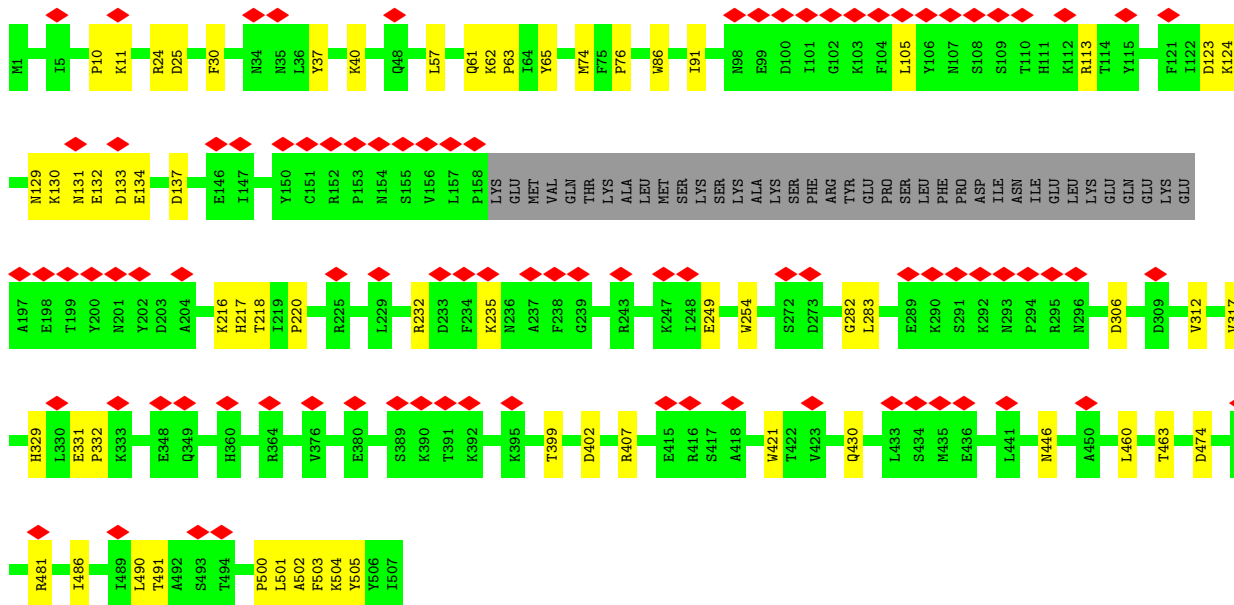 M1 I5 P10 K11 R24 D25 F30 N34 N35 L36 Y37 K40 Q48 L57 Q61 K62 P63 I64 Y65 M74 F75 P76 W86 I91 N98 E99 D100 I101 G102 K103 F104 L105 Y106 N107 S108 S109 T110 H111 K112 R113 T114 Y115 F121 I122 D123 K124
N129 K130 N131 E132 D133 E134 D137 E146 I147 Y150 C151 R152 P153 N154 S155 V156 L157 P158 LYS GLU MET VAL GLN THR LYS ALA LEU MET SER LYS SER LYS ALA LYS SER PHE ARG TYR GLU PRO SER LEU PHE PRO ASP ILE ASN ILE GLU LEU LYS GLU GLN GLU LYS GLU
A197 E198 T199 Y200 N201 Y202 D203 A204 K216 H217 T218 I219 P220 R225 L229 R232 D233 F234 K235 N236 A237 F238 G239 R243 K247 I248 E249 W254 S272 D273 G282 L283 E289 K290 S291 K292 N293 P294 R295 N296 D306 D309 V312 V317
H329 L330 E331 P332 K333 E348 Q349 H360 R364 V376 E380 S389 K390 T391 K392 K395 T399 D402 R407 E415 R416 S417 A418 W421 T422 V423 Q430 L433 S434 M435 E436 L441 N446 A450 L460 T463 D474
R481 I486 I489 L490 T491 A492 S493 T494 P500 L501 A502 F503 K504 Y505 Y506 I507